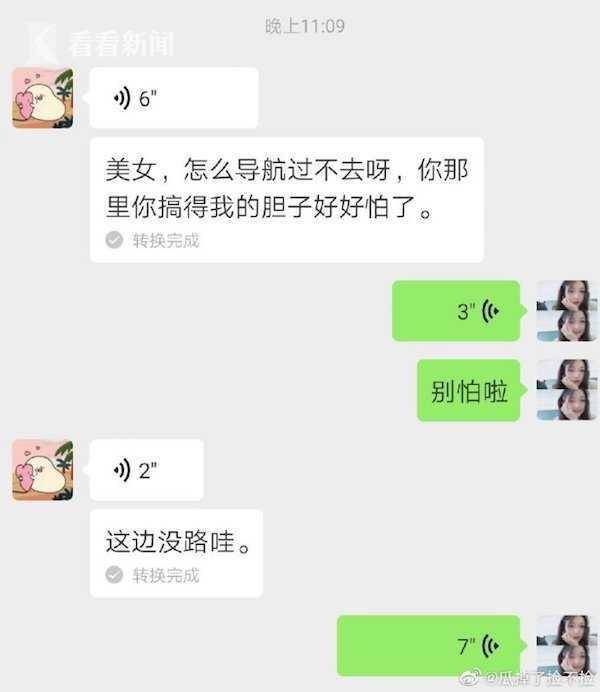 晚上11:09
看看新闻
6"
美女，怎么导航过不去呀，你那
里你搞得我的胆子好好怕了。
转换完成
3"
别怕啦
2"
这边没路哇。
转换完成
7"
@瓜掉了捡不捡